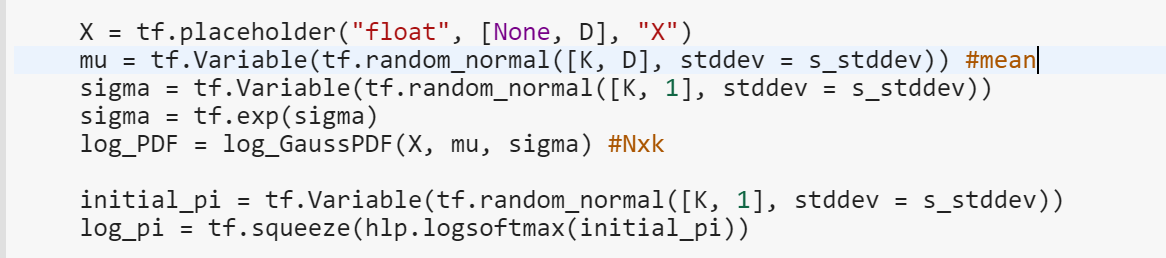 X = tf.placeholder("float", [None, D], "X")
mu = tf.Variable(tf.random_normal([K, D], stddev = s_stddev)) #mean
sigma = tf.Variable(tf.random_normal([K, 1], stddev = s_stddev))
sigma = tf.exp(sigma)
log_PDF = log_GaussPDF(X, mu, sigma) #Nxk
initial_pi = tf.Variable(tf.random_normal([K, 1], stddev = s_stddev))
log_pi = tf.squeeze(hlp.logsoftmax(initial_pi))